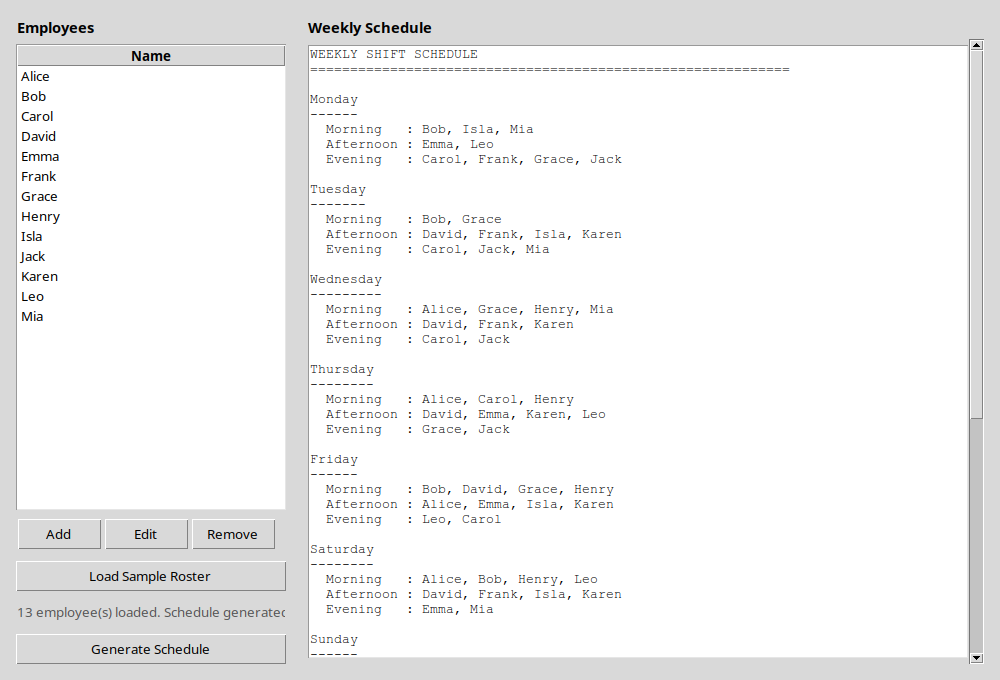 Employees
Name
Alice
Bob
Carol
David
Emma
Frank
Grace
Henry
Isla
Jack
Karen
Leo
Mia
Add Edit Remove
Load Sample Roster
13 employee(s) loaded. Schedule generated
Generate Schedule
Weekly Schedule
WEEKLY SHIFT SCHEDULE
============================================================
Monday
------
Morning   : Bob, Isla, Mia
Afternoon : Emma, Leo
Evening   : Carol, Frank, Grace, Jack
Tuesday
-------
Morning   : Bob, Grace
Afternoon : David, Frank, Isla, Karen
Evening   : Carol, Jack, Mia
Wednesday
---------
Morning   : Alice, Grace, Henry, Mia
Afternoon : David, Frank, Karen
Evening   : Carol, Jack
Thursday
--------
Morning   : Alice, Carol, Henry
Afternoon : David, Emma, Karen, Leo
Evening   : Grace, Jack
Friday
------
Morning   : Bob, David, Grace, Henry
Afternoon : Alice, Emma, Isla, Karen
Evening   : Leo, Carol
Saturday
--------
Morning   : Alice, Bob, Henry, Leo
Afternoon : David, Frank, Isla, Karen
Evening   : Emma, Mia
Sunday
------